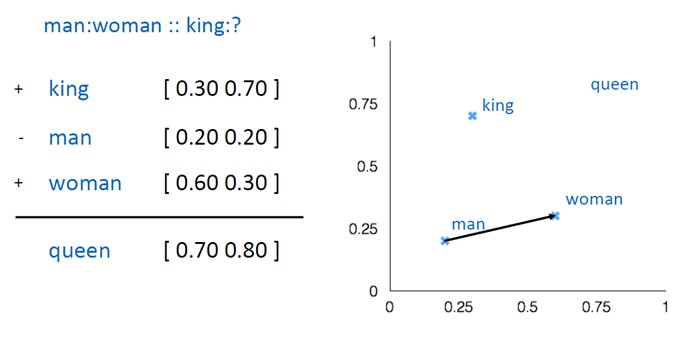 man:woman :: king:?
+ king [ 0.30 0.70 ]
- man [ 0.20 0.20 ]
+ woman [ 0.60 0.30 ]
queen [ 0.70 0.80 ]
1
queen
king
0.75
0.5
woman
man
0.25
0
0 0.25 0.5 0.75 1